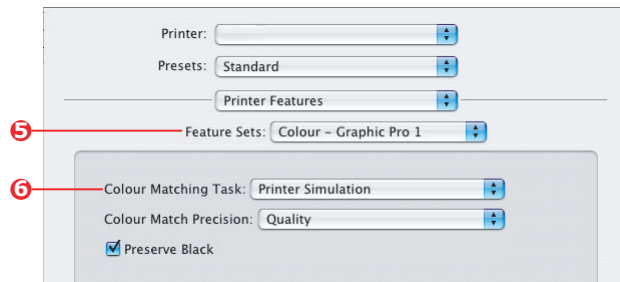 Printer:
Presets: Standard
Printer Features
5 Feature Sets: Colour – Graphic Pro 1
6 Colour Matching Task: Printer Simulation
Colour Match Precision: Quality
Preserve Black